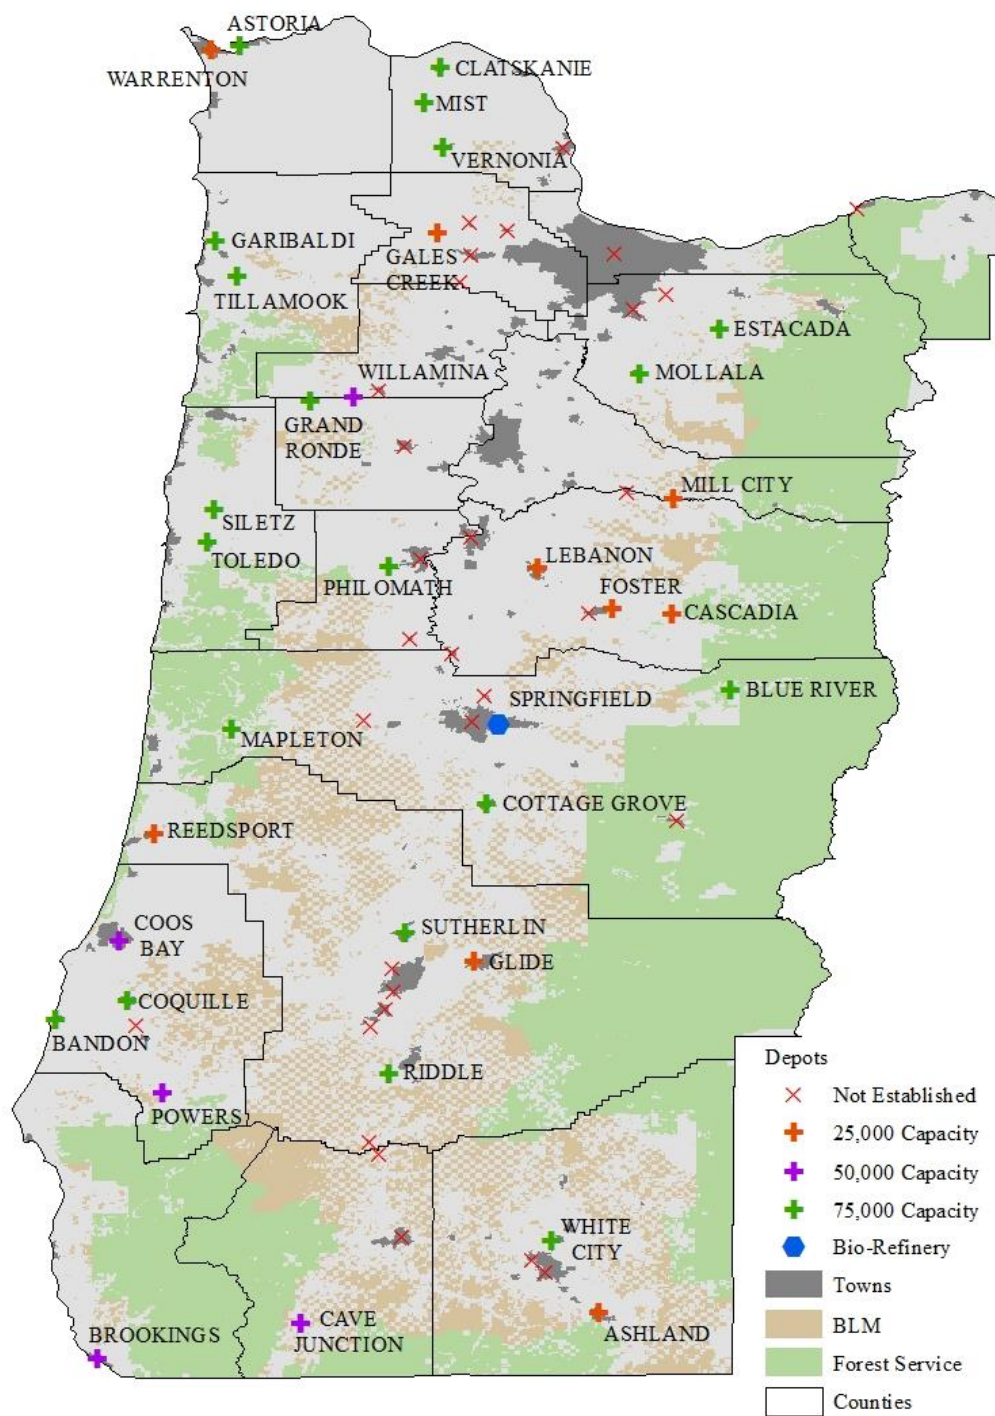 ASTORIA
WARRENTON
CLATSKANIE
MIST
VERNONIA
GARIBALDI
GALES
CREEK
TILLAMOOK
ESTACADA
WILLAMINA
MOLLALA
GRAND
RONDE
MILL CITY
SILETZ
TOLEDO
LEBANON
PHILOMATH
FOSTER
CASCADIA
SPRINGFIELD
BLUE RIVER
MAPLETON
COTTAGE GROVE
REEDSPORT
COOS
BAY
SUTHERLIN
GLIDE
COQUILLE
BANDON
RIDDLE
POWERS
WHITE
CITY
CAVE
JUNCTION
BROOKINGS
ASHLAND
Depots
Not Established
25,000 Capacity
50,000 Capacity
75,000 Capacity
Bio-Refinery
Towns
BLM
Forest Service
Counties